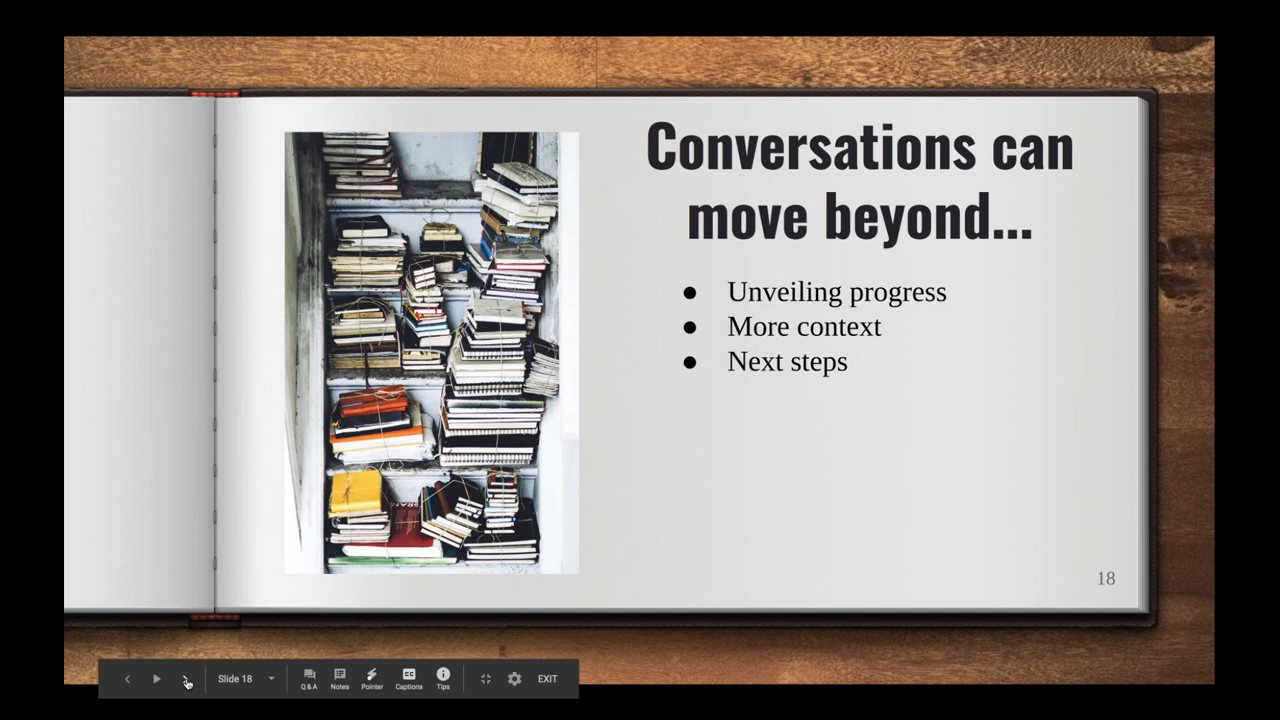 Conversations can
move beyond...
● Unveiling progress
● More context
● Next steps
18
Slide 18
Q & A
Notes
Pointer
Captions
Tips
EXIT